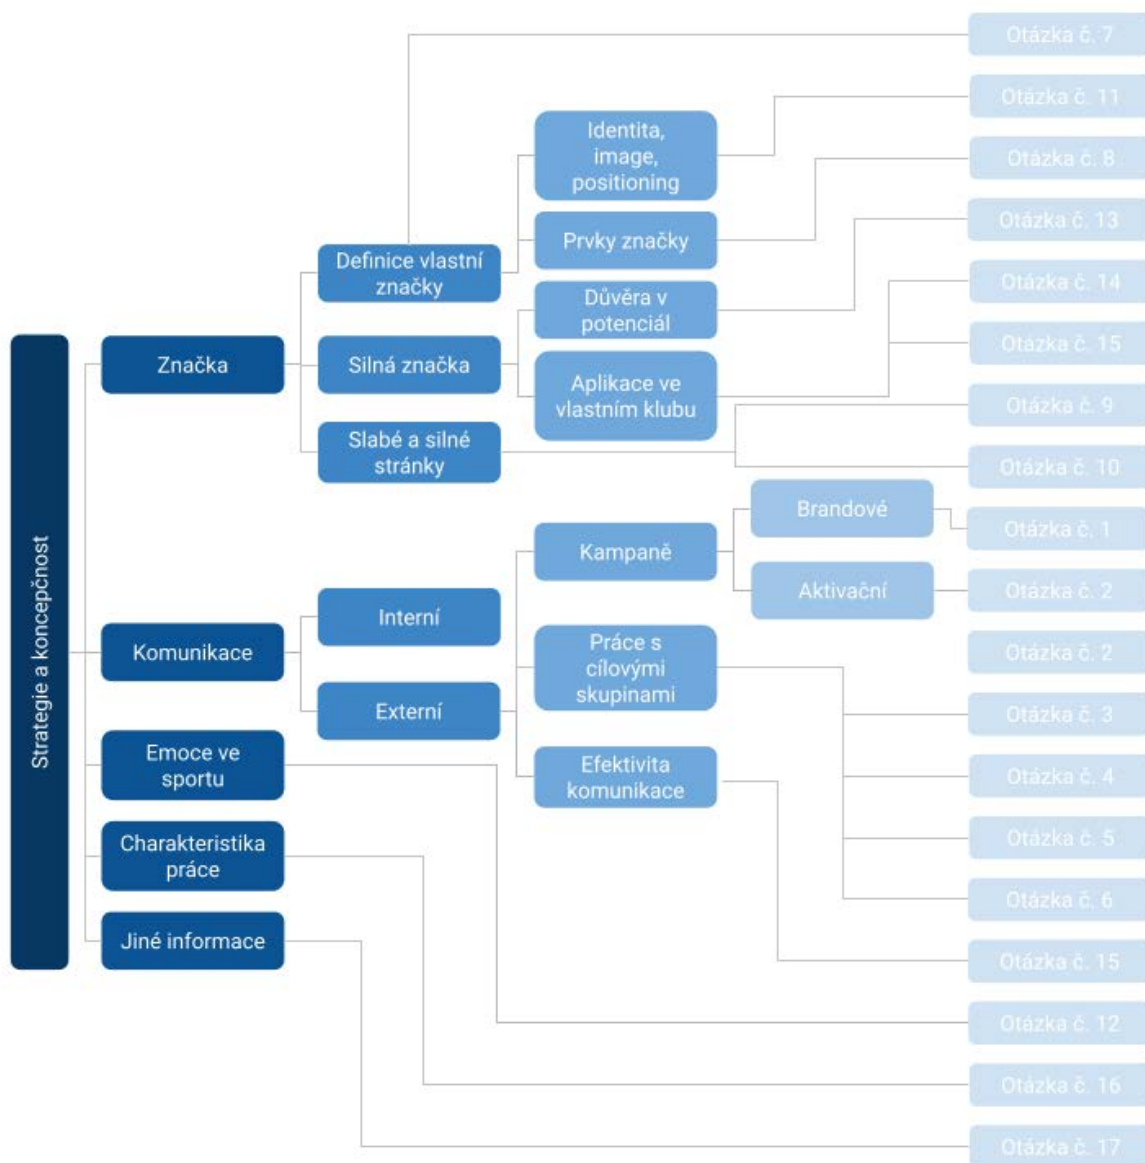 Strategie a koncepčnost
Značka
Komunikace
Emoce ve
sportu
Charakteristika
práce
Jiné informace
Definice vlastní
značky
Silná značka
Slabé a silné
stránky
Interní
Externí
Identita,
image,
positioning
Prvky značky
Důvěra v
potenciál
Aplikace ve
vlastním klubu
Kampaně
Práce s
cílovými
skupinami
Efektivita
komunikace
Brandové
Aktivační
Otázka č. 7
Otázka č. 11
Otázka č. 8
Otázka č. 13
Otázka č. 14
Otázka č. 15
Otázka č. 9
Otázka č. 10
Otázka č. 1
Otázka č. 2
Otázka č. 2
Otázka č. 3
Otázka č. 4
Otázka č. 5
Otázka č. 6
Otázka č. 15
Otázka č. 12
Otázka č. 16
Otázka č. 17